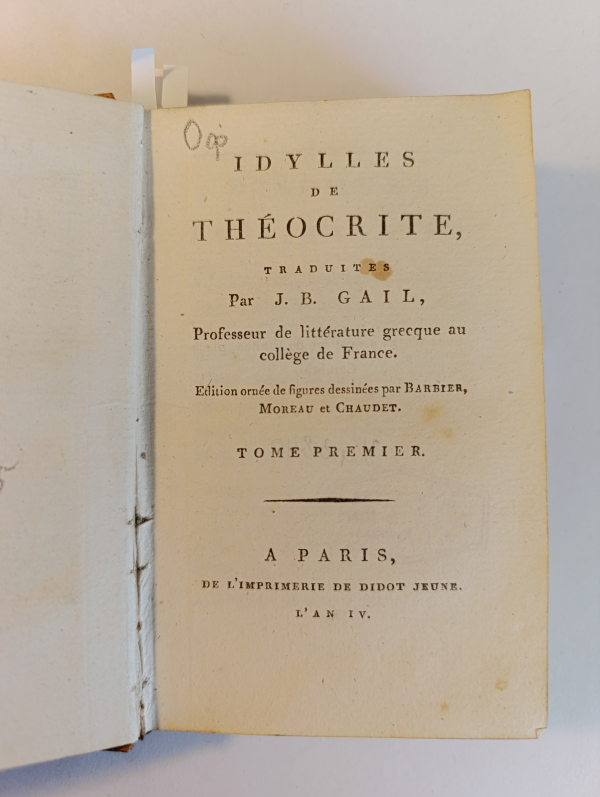 IDYLLES
DE
THÉOCRITE,
TRADUITES
Par J. B. GAIL,
Professeur de littérature grecque au
collège de France.
Edition ornée de figures dessinées par BARBIER,
MOREAU et CHAUDET.
TOME PREMIER.
A PARIS,
DE L'IMPRIMERIE DE DIDOT JEUNE.
L'AN IV.